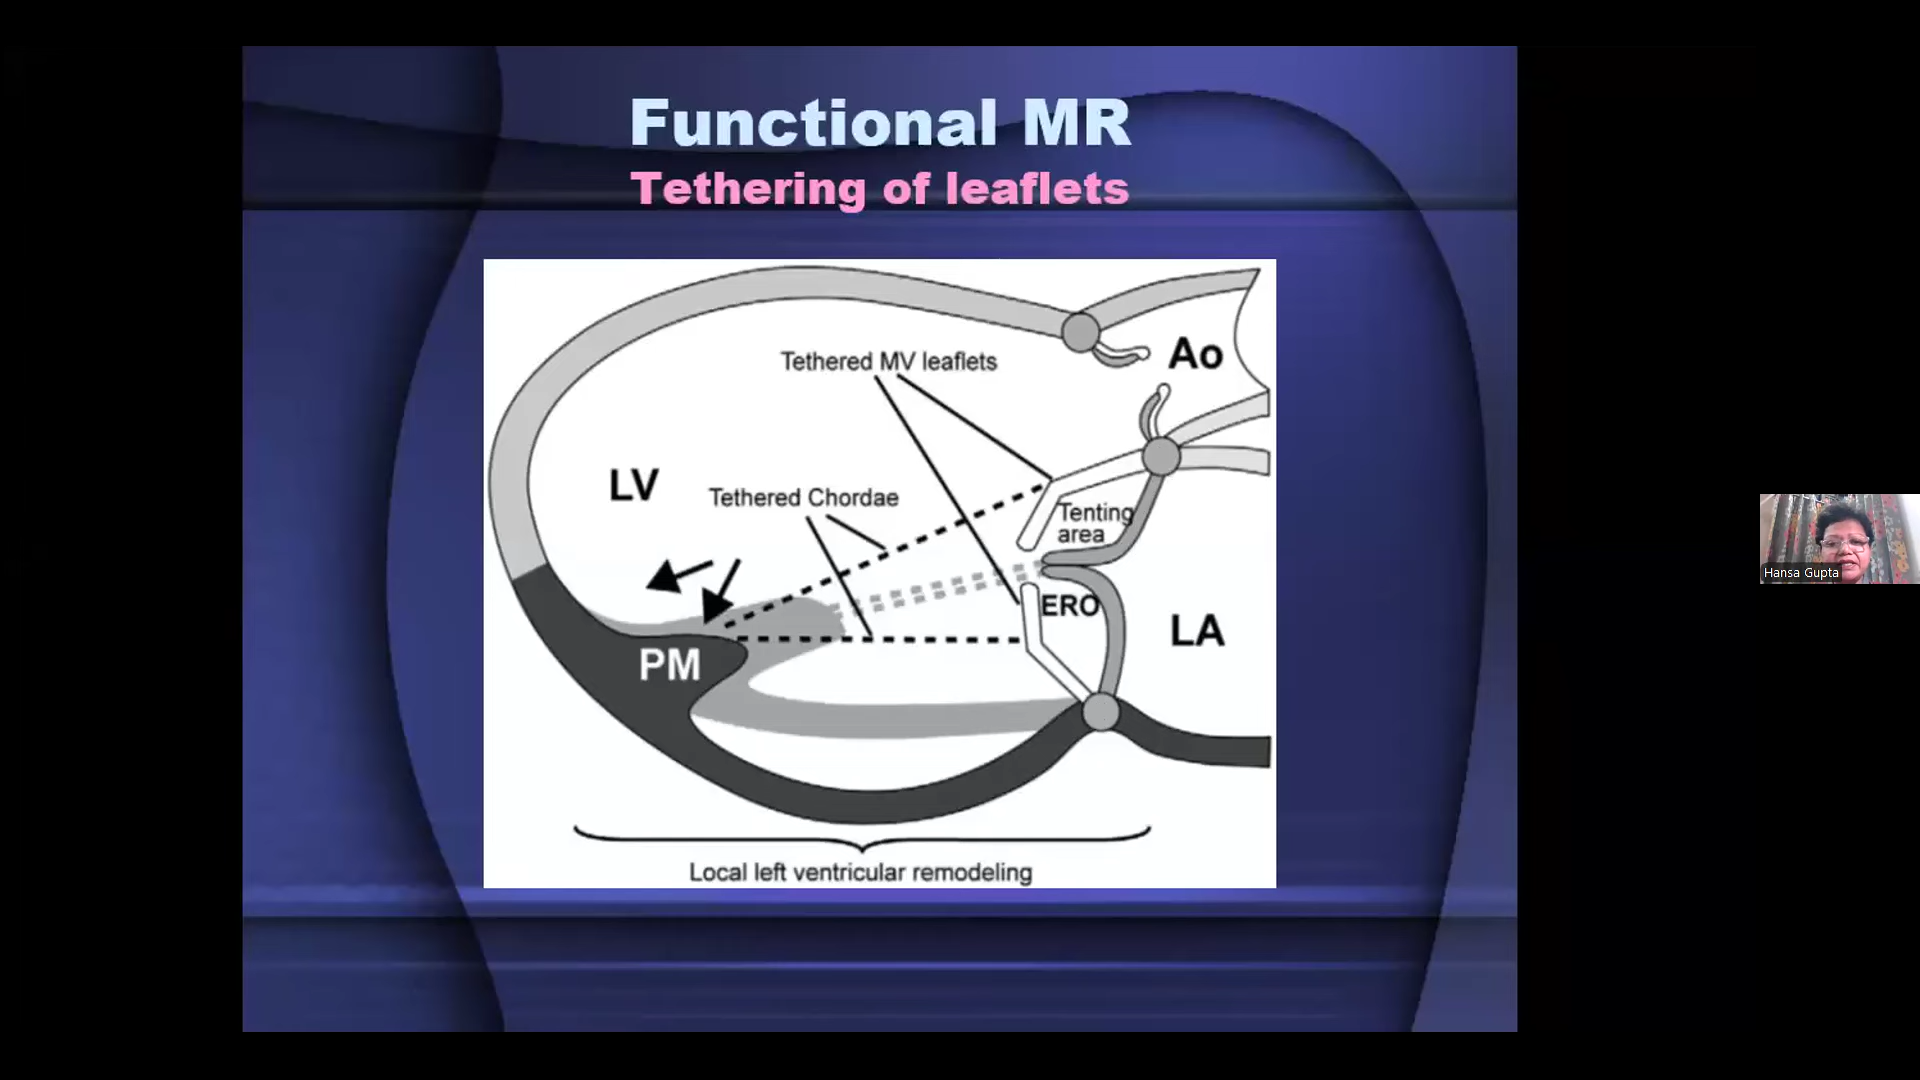 Functional MR
Tethering of leaflets
Tethered MV leaflets
Ao
LV
Tethered Chordae
Tenting
area
ERO
LA
PM
Local left ventricular remodeling
Hansa Gupta